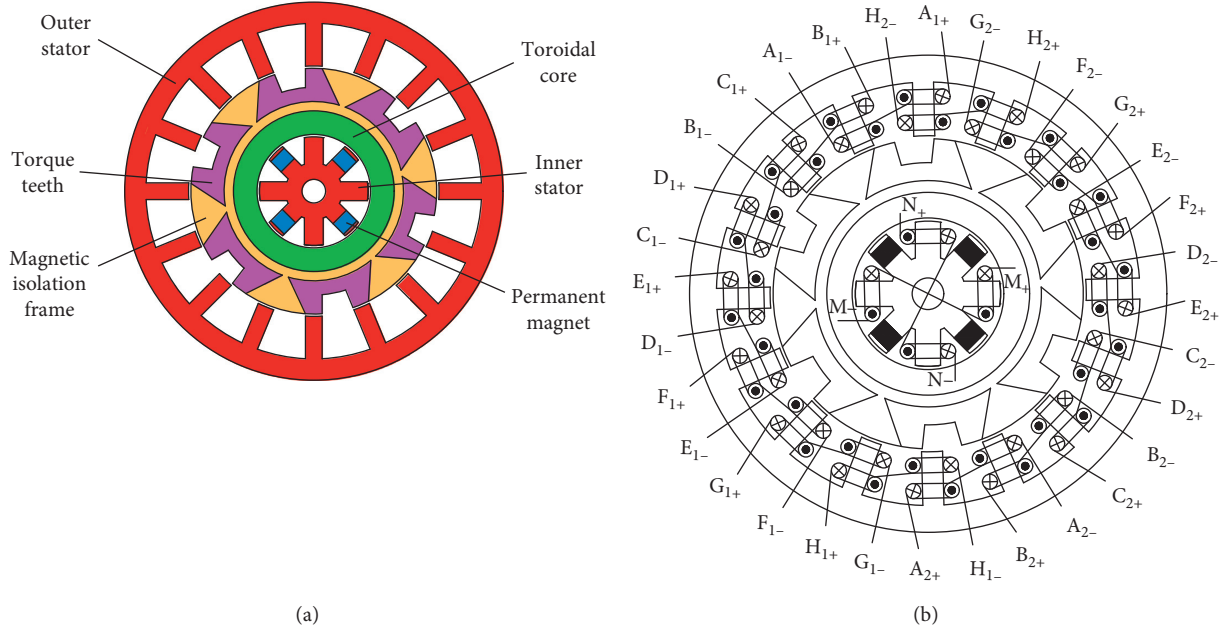 Outer
stator
Toroidal
core
Torque
teeth
Inner
stator
Magnetic
isolation
frame
Permanent
magnet
(a)
A1+
H2−
G2−
B1+
H2+
A1−
F2−
C1+
G2+
B1−
E2−
D1+
F2+
C1−
D2−
E1+
E2+
D1−
C2−
F1+
D2+
E1−
B2−
G1+
C2+
F1−
A2−
H1+
B2+
G1−
A2+
H1−
N+
M+
M−
N−
(b)